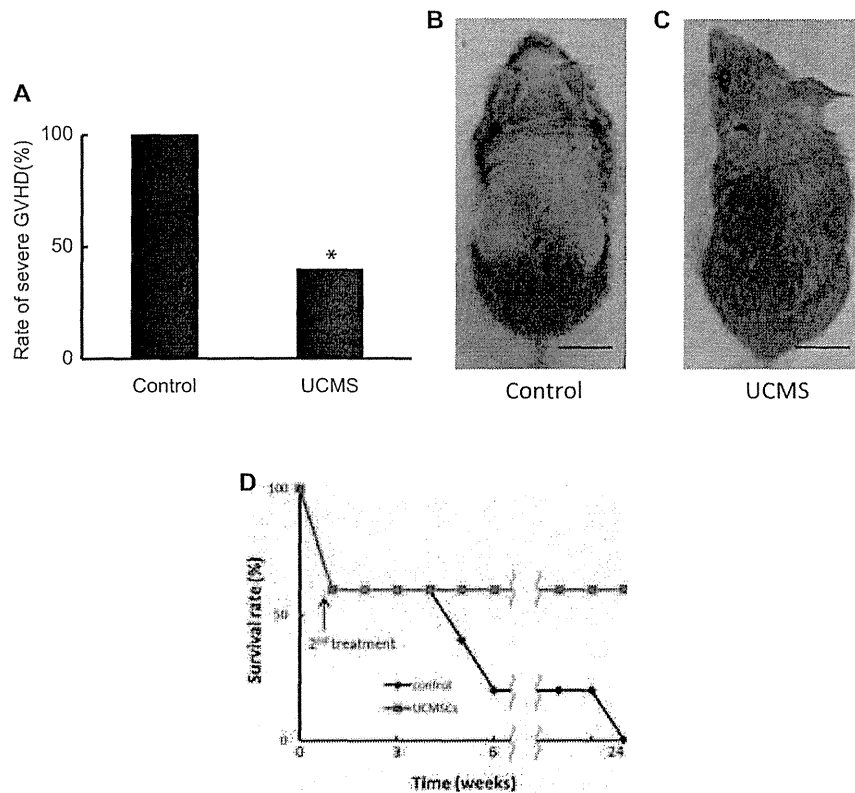 A
Rate of severe GVHD(%)
100
50
0
*
Control
UCMS
B
Control
C
UCMS
D
Survival rate (%)
100
50
0
2nd treatment
control
UCMSCs
0
3
6
24
Time (weeks)